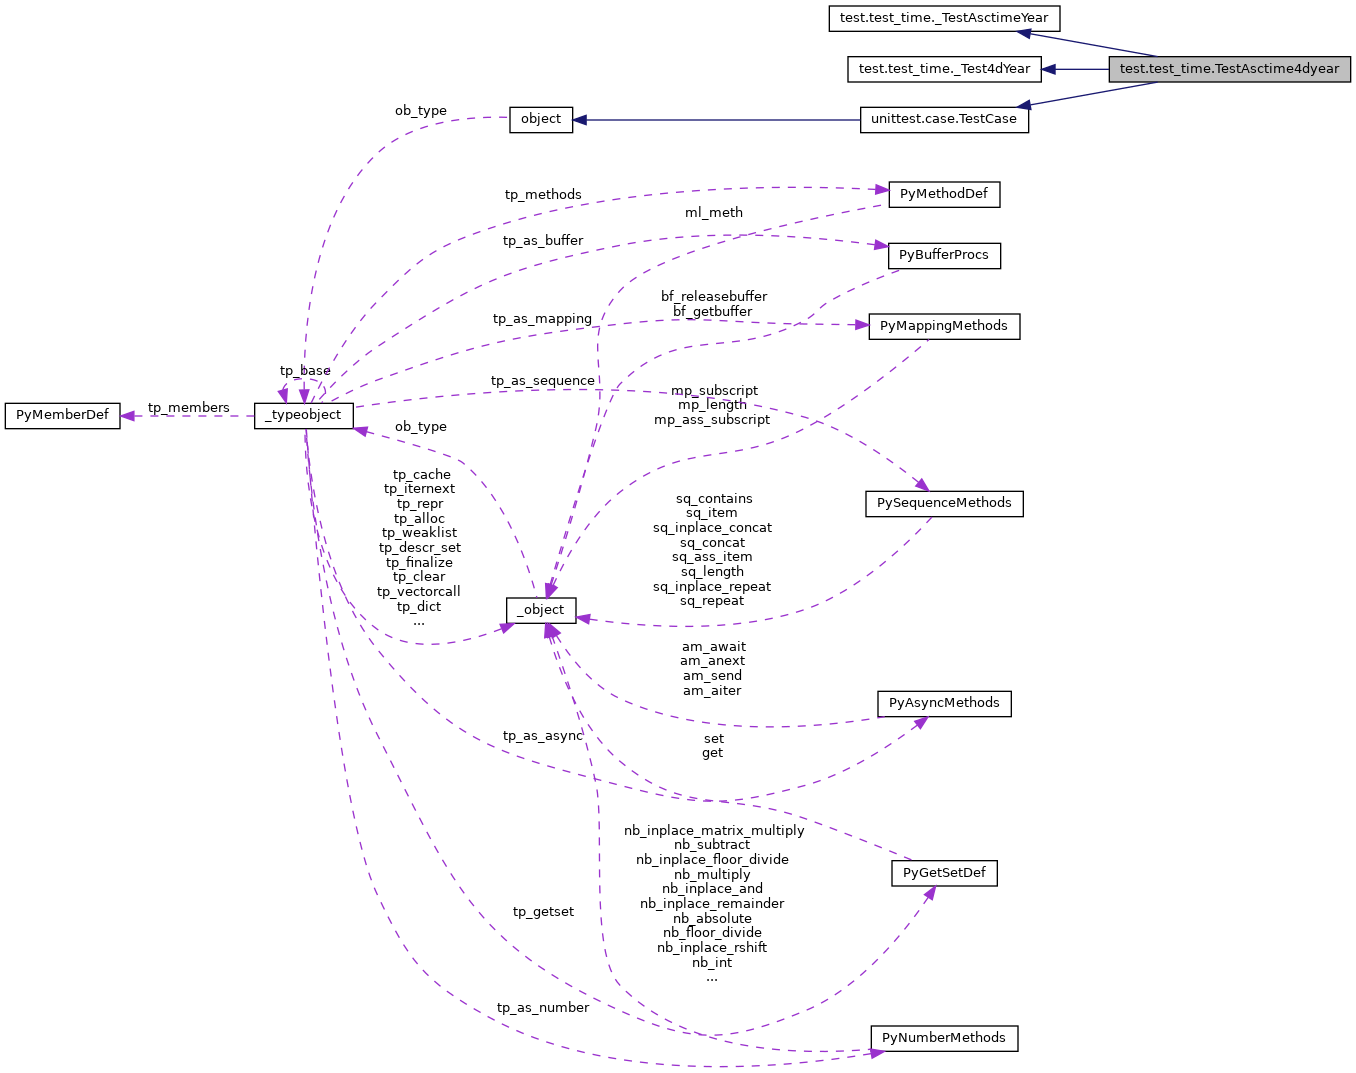 test.test_time._TestAsctimeYear
test.test_time._Test4dYear
test.test_time.TestAsctime4dyear
ob_type
object
unittest.case.TestCase
tp_methods
PyMethodDef
ml_meth
tp_as_buffer
PyBufferProcs
bf_releasebuffer
bf_getbuffer
tp_as_mapping
PyMappingMethods
tp_base
tp_as_sequence
mp_subscript
mp_length
mp_ass_subscript
PyMemberDef
tp_members
_typeobject
ob_type
tp_cache
tp_iternext
tp_repr
tp_alloc
tp_weaklist
tp_descr_set
tp_finalize
tp_clear
tp_vectorcall
tp_dict
...
sq_contains
sq_item
sq_inplace_concat
sq_concat
sq_ass_item
sq_length
sq_inplace_repeat
sq_repeat
PySequenceMethods
_object
am_await
am_anext
am_send
am_aiter
PyAsyncMethods
tp_as_async
set
get
nb_inplace_matrix_multiply
nb_subtract
nb_inplace_floor_divide
nb_multiply
nb_inplace_and
nb_inplace_remainder
nb_absolute
nb_floor_divide
nb_inplace_rshift
nb_int
...
PyGetSetDef
tp_getset
tp_as_number
PyNumberMethods